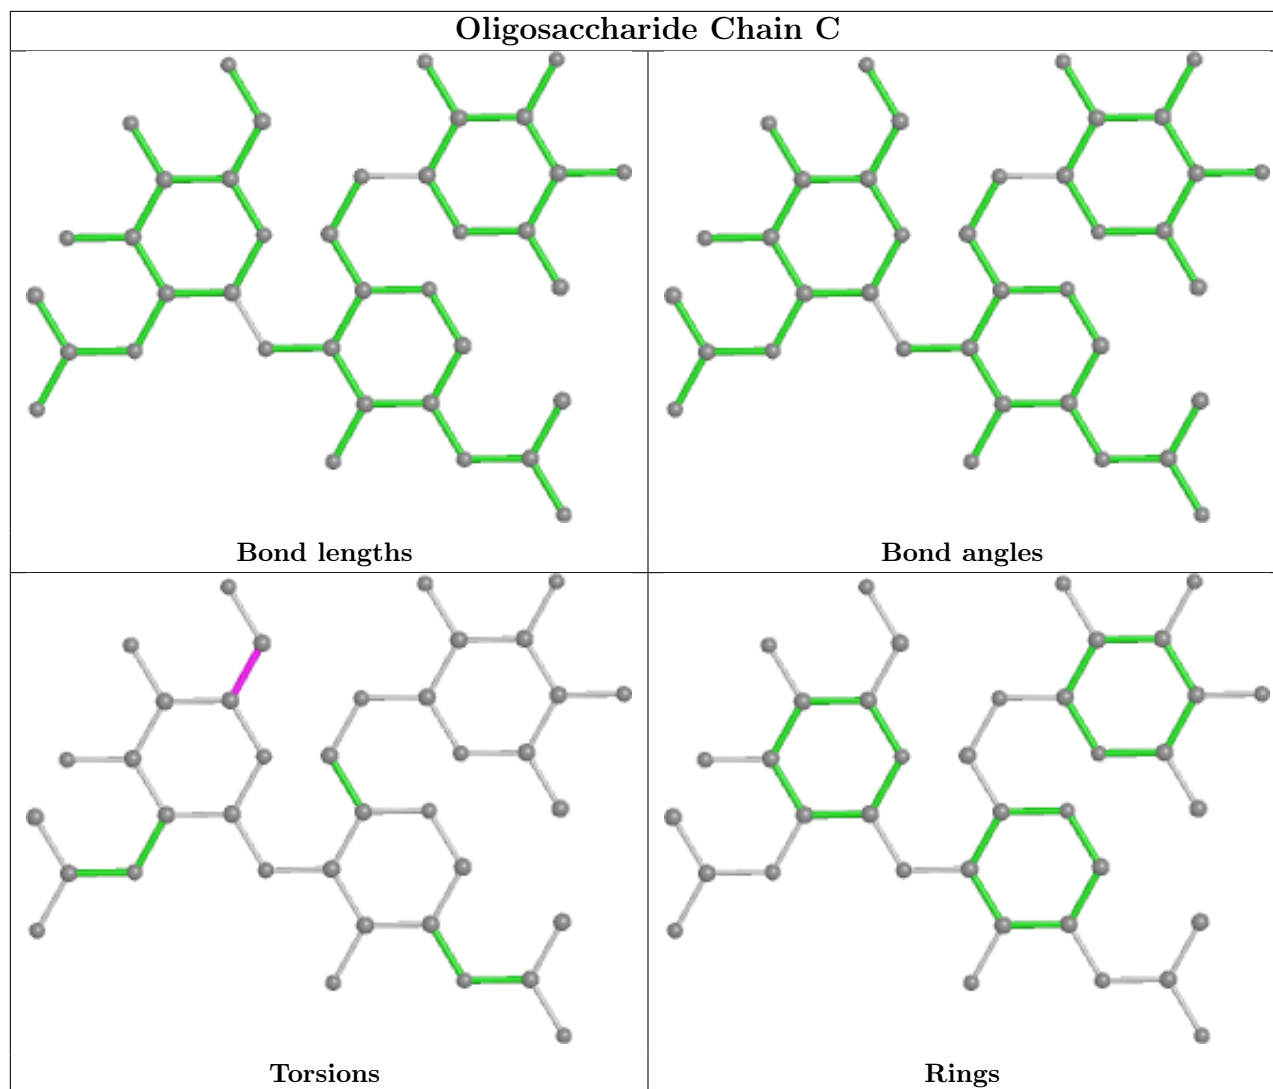 Oligosaccharide Chain C
Bond lengths
Bond angles
Torsions
Rings